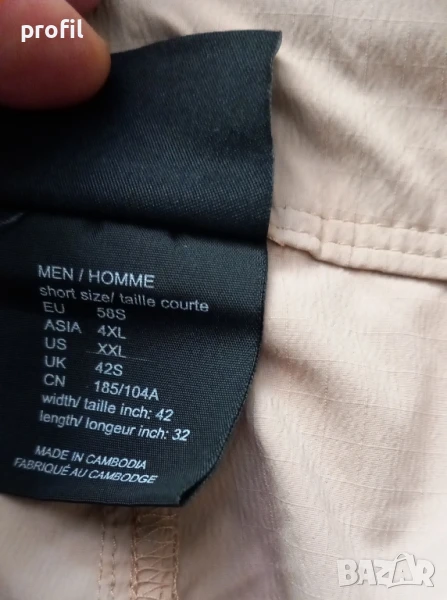 profil
MEN / HOMME
short size/ taille courte
EU 58S
ASIA 4XL
US XXL
UK 42S
CN 185/104A
width/ taille inch: 42
length/ longeur inch: 32
MADE IN CAMBODIA
FABRIQUÉ AU CAMBODGE
BAZAR